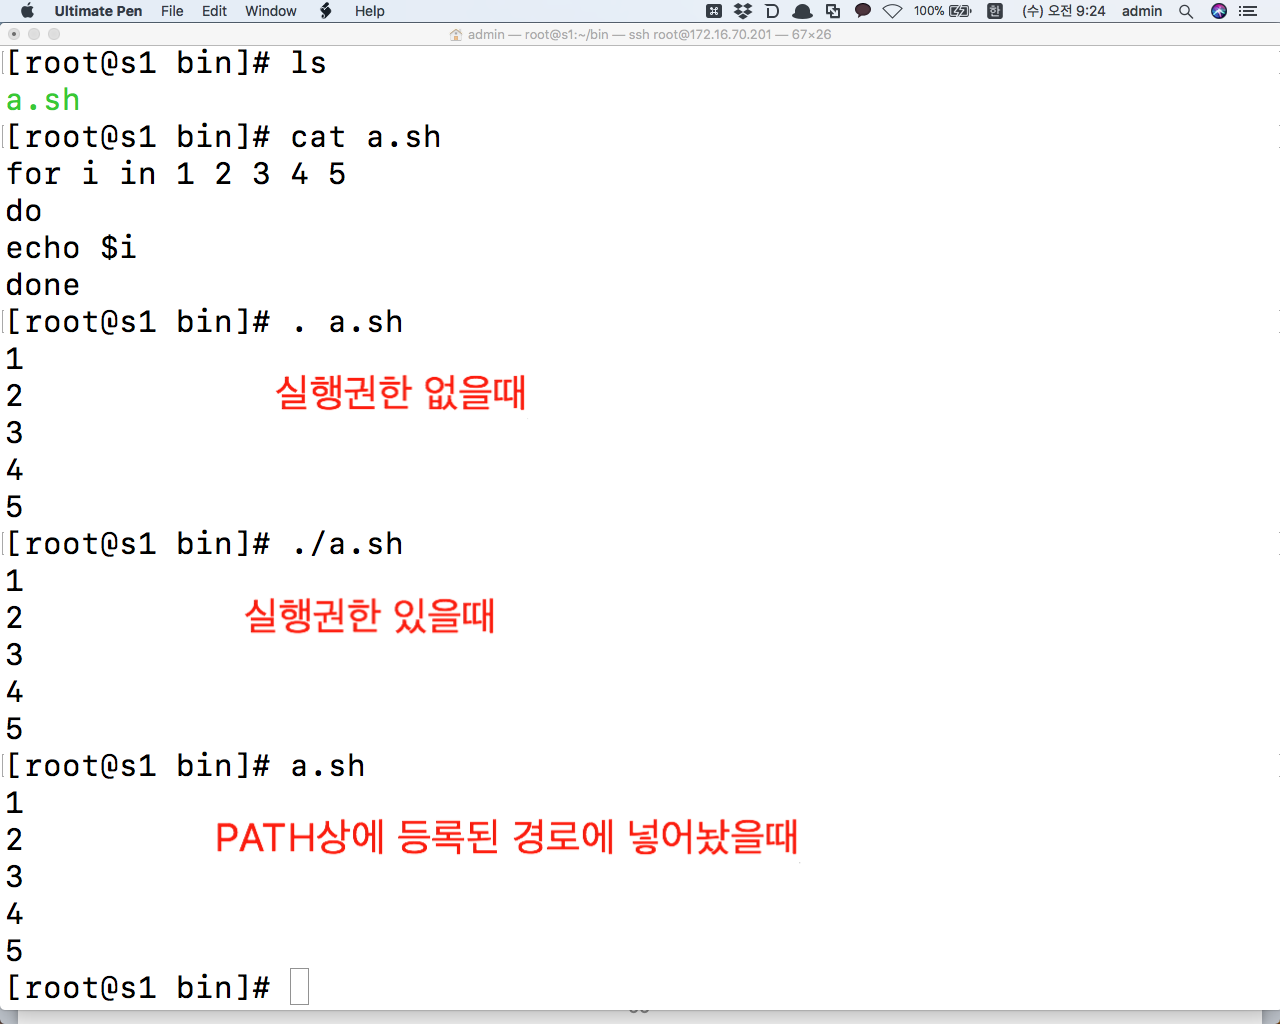 Ultimate Pen File Edit Window Help 100% 한 (수) 오전 9:24 admin
admin — root@s1:~/bin — ssh root@172.16.70.201 — 67×26
[root@s1 bin]# ls
a.sh
[root@s1 bin]# cat a.sh
for i in 1 2 3 4 5
do
echo $i
done
[root@s1 bin]# . a.sh
1
2 실행권한 없을때
3
4
5
[root@s1 bin]# ./a.sh
1
2 실행권한 있을때
3
4
5
[root@s1 bin]# a.sh
1
2 PATH상에 등록된 경로에 넣어놨을때
3
4
5
[root@s1 bin]#